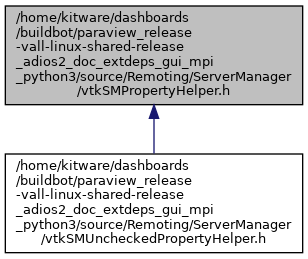 /home/kitware/dashboards
/buildbot/paraview_release
-vall-linux-shared-release
_adios2_doc_extdeps_gui_mpi
_python3/source/Remoting/ServerManager
/vtkSMPropertyHelper.h
/home/kitware/dashboards
/buildbot/paraview_release
-vall-linux-shared-release
_adios2_doc_extdeps_gui_mpi
_python3/source/Remoting/ServerManager
/vtkSMUncheckedPropertyHelper.h